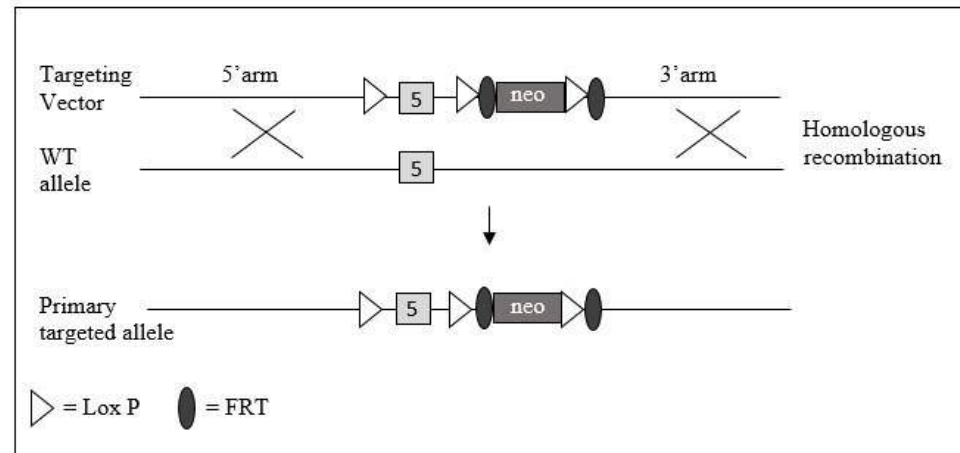 Targeting
Vector
5’arm
3’arm
5
neo
WT
allele
5
Homologous
recombination
Primary
targeted allele
5
neo
= Lox P
= FRT